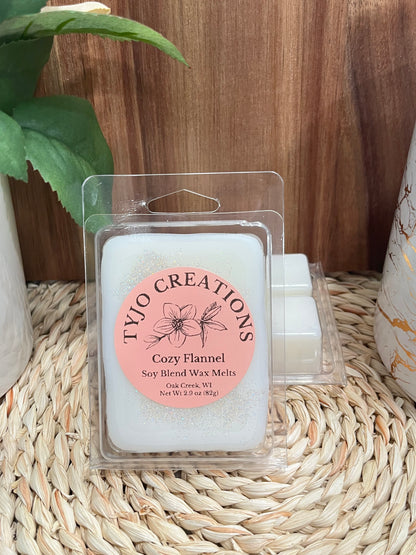 TYJO CREATIONS
Cozy Flannel
Soy Blend Wax Melts
Oak Creek, WI
Net Wt 2.9 oz (82g)